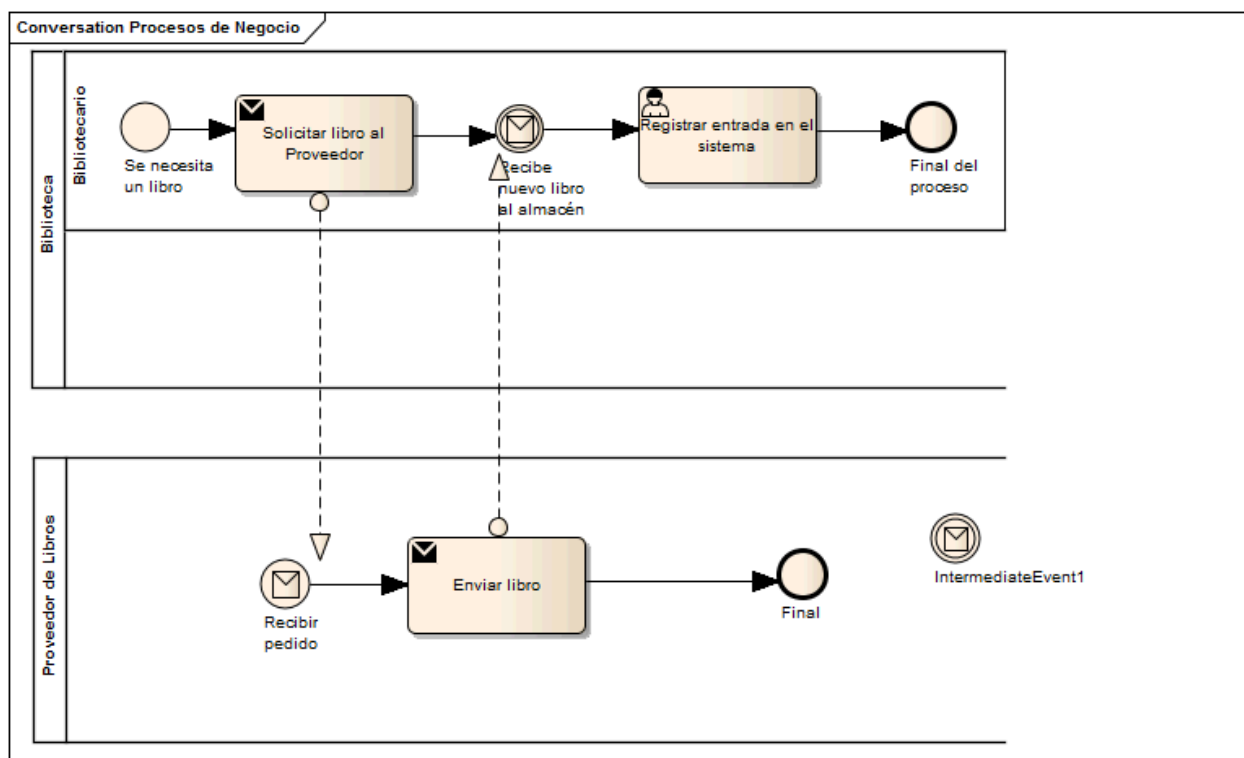 Conversation Procesos de Negocio
Biblioteca
Bibliotecario
Se necesita
un libro
Solicitar libro al
Proveedor
Recibe
nuevo libro
al almacén
Registrar entrada en el
sistema
Final del
proceso
Proveedor de Libros
Recibir
pedido
Enviar libro
Final
IntermediateEvent1